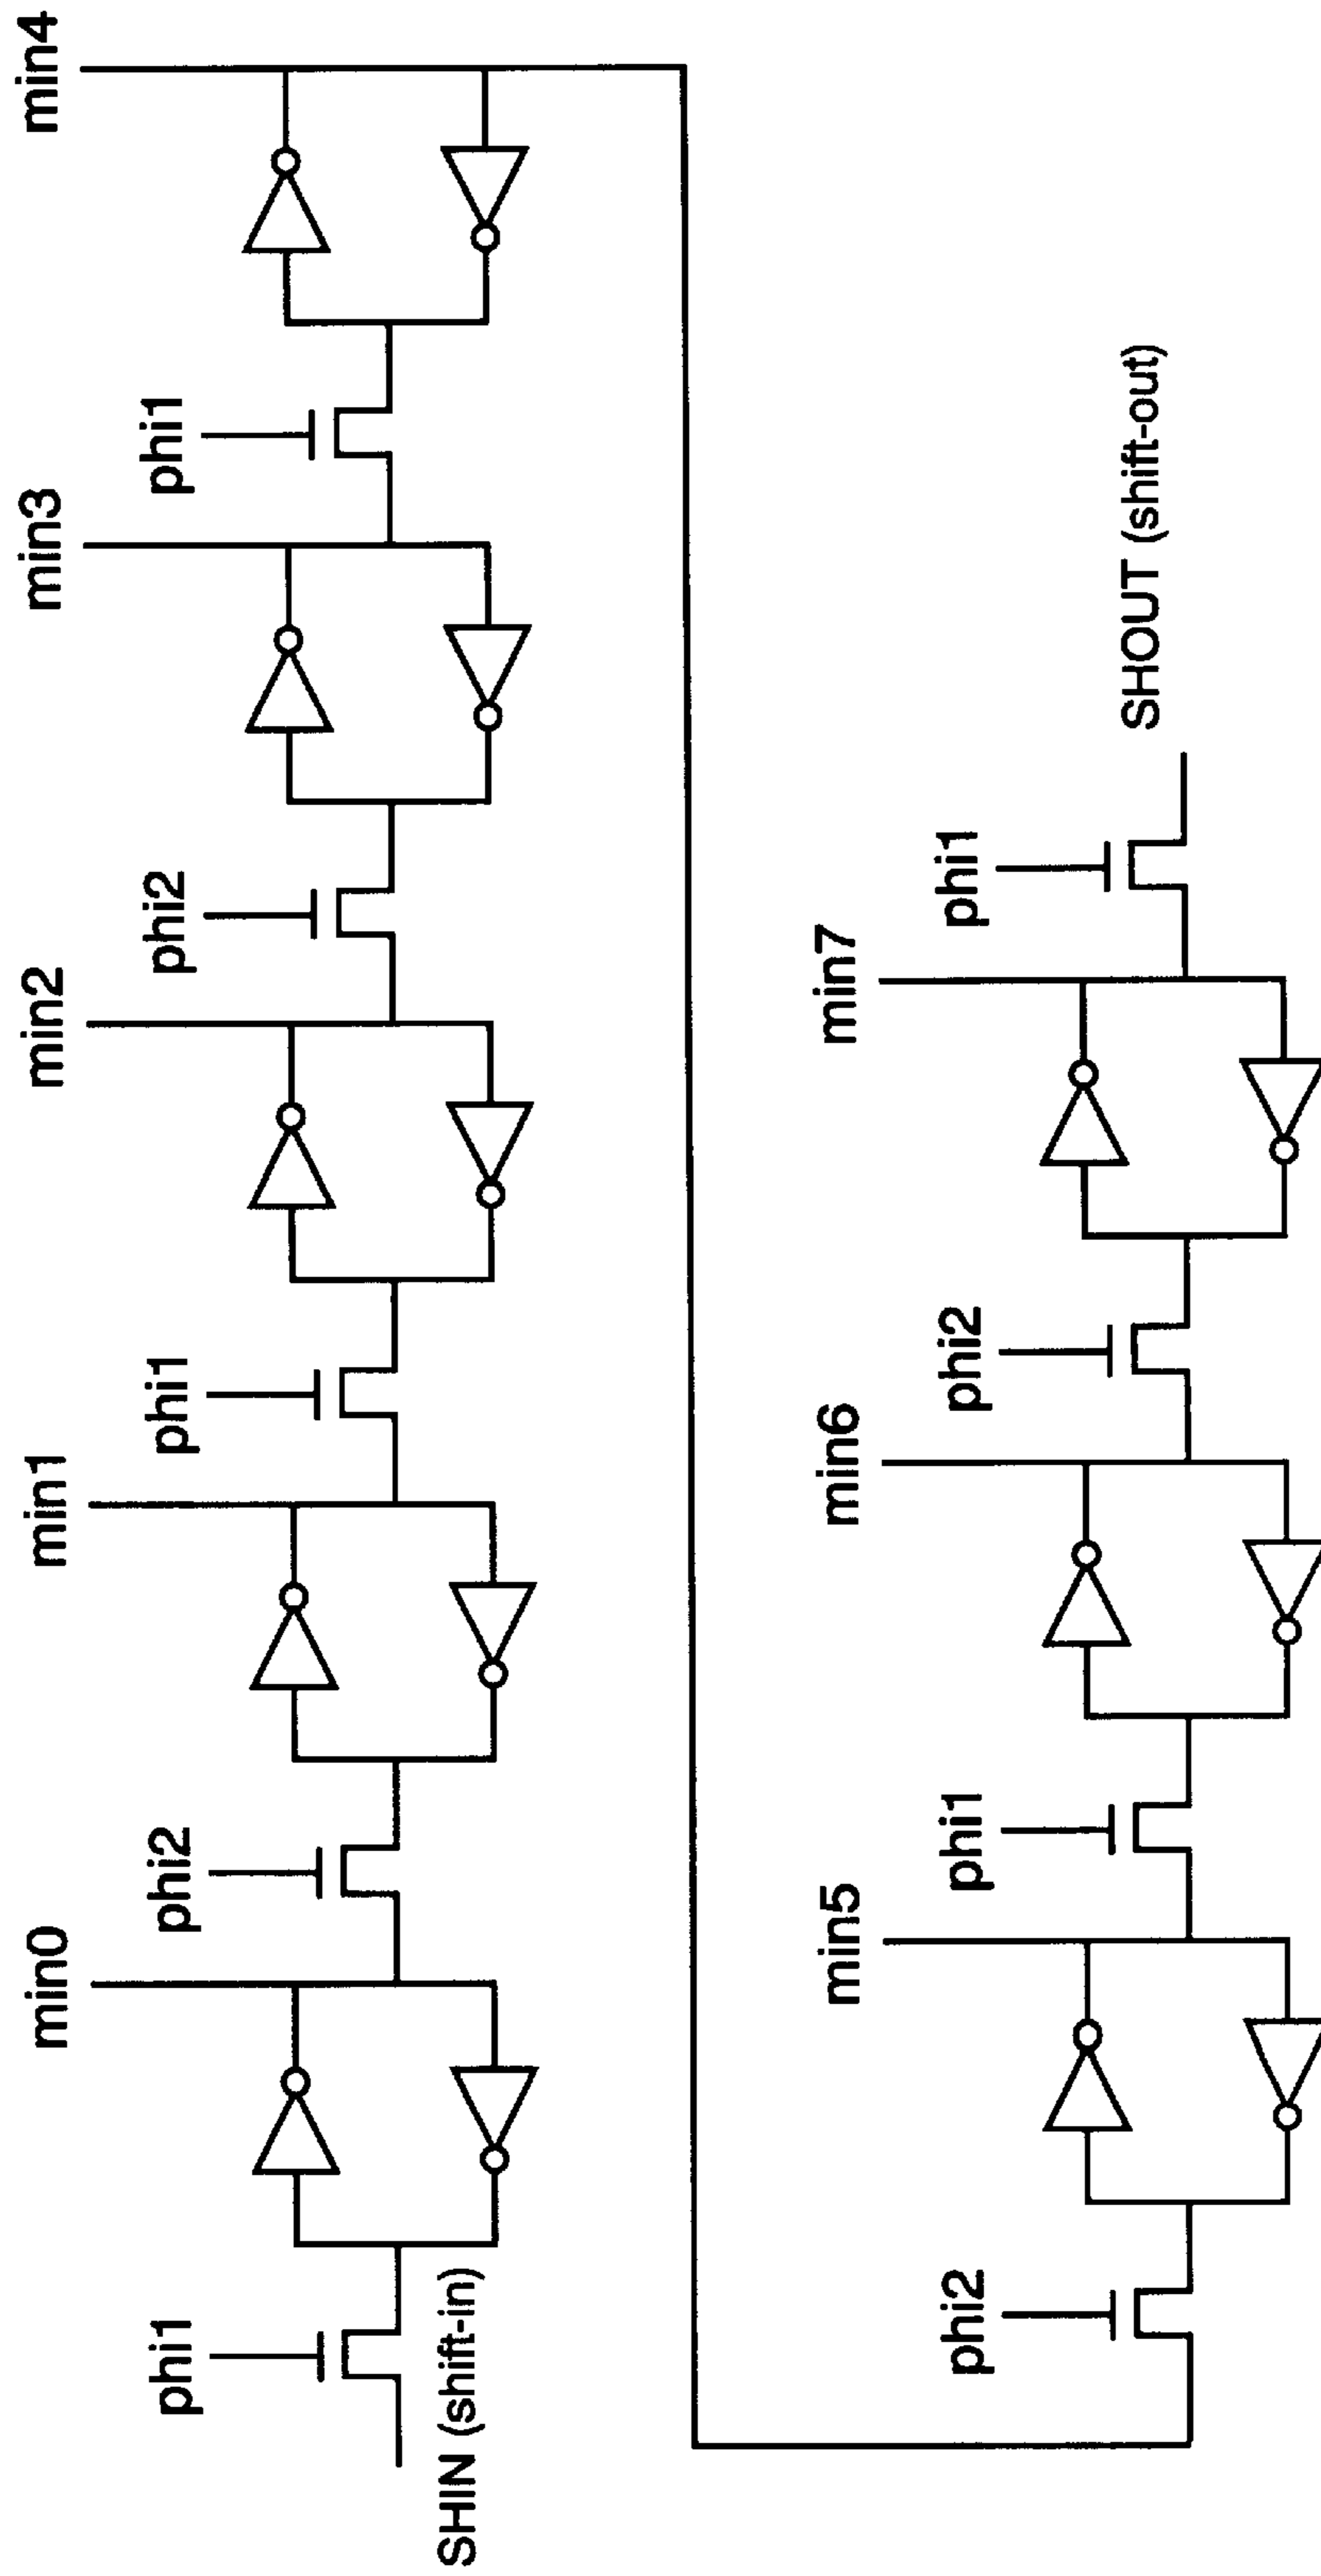 min0
min1
min2
min3
min4
phi1
phi2
phi1
phi2
phi1
SHIN (shift-in)
min5
min6
min7
phi2
phi1
phi2
phi1
SHOUT (shift-out)